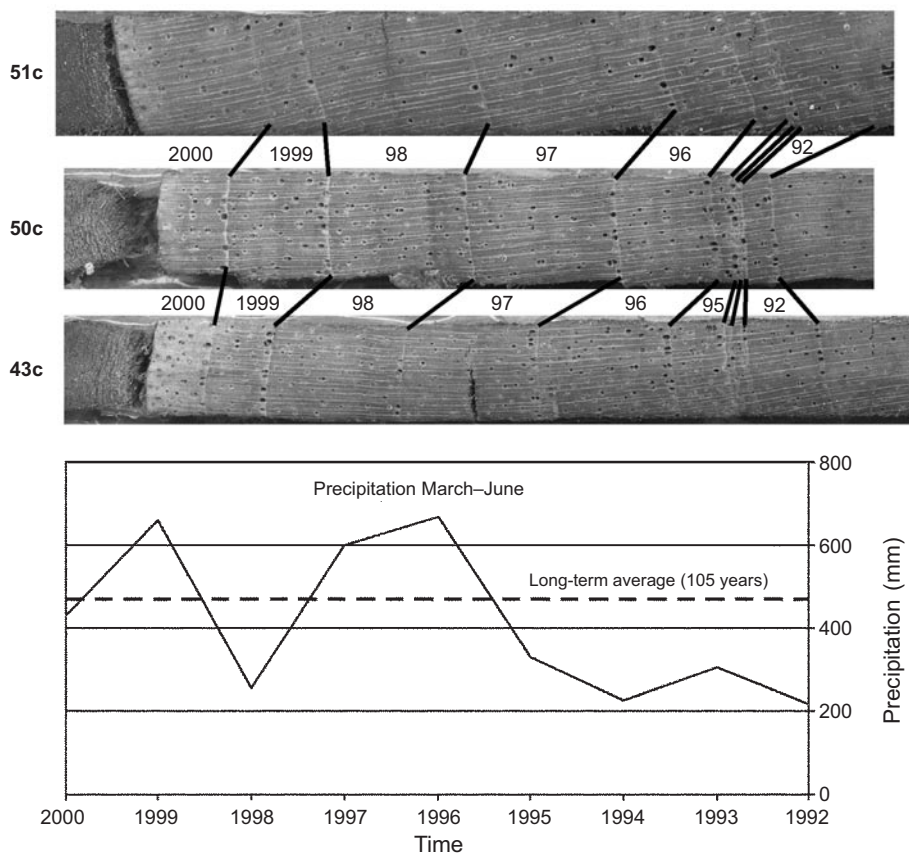 51c
2000 1999 98 97 96 92
50c
2000 1999 98 97 96 95 92
43c
800
Precipitation March–June
600
Long-term average (105 years)
400
200
0
Precipitation (mm)
2000 1999 1998 1997 1996 1995 1994 1993 1992
Time